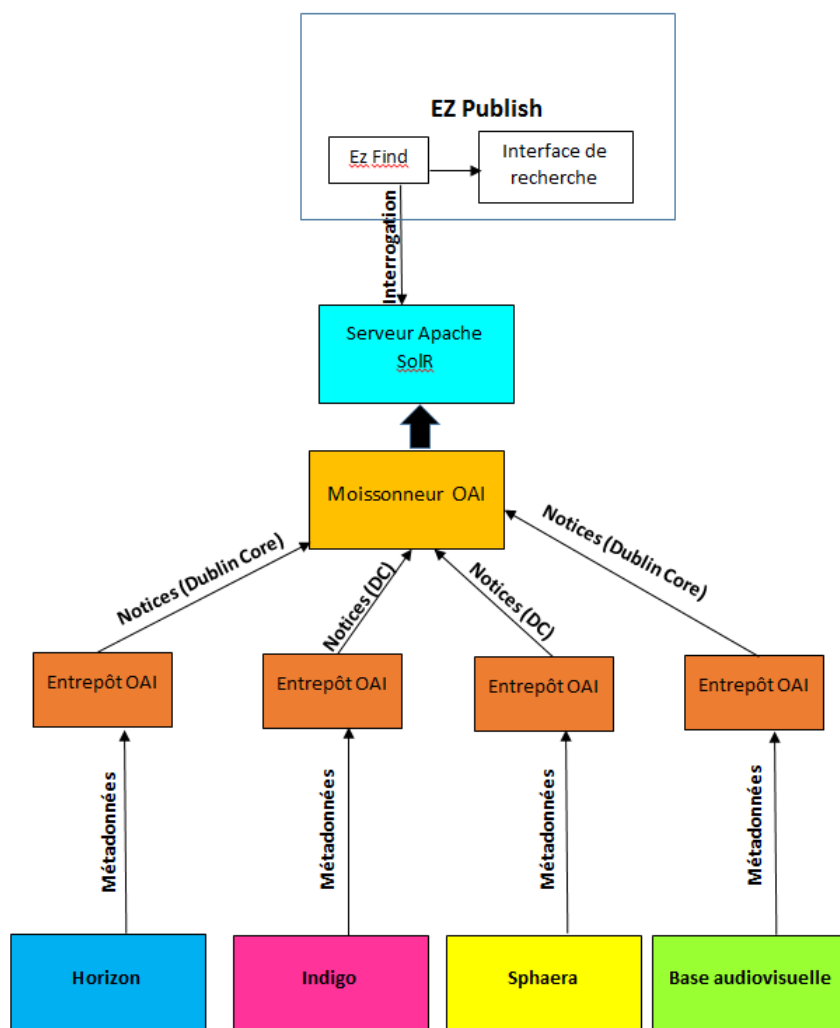 EZ Publish
Ez Find
Interface de
recherche
Interrogation
Serveur Apache
SolR
Moissonneur OAI
Notices (Dublin Core)
Notices (DC)
Notices (DC)
Notices (Dublin Core)
Entrepôt OAI
Entrepôt OAI
Entrepôt OAI
Entrepôt OAI
Métadonnées
Métadonnées
Métadonnées
Métadonnées
Horizon
Indigo
Sphaera
Base audiovisuelle